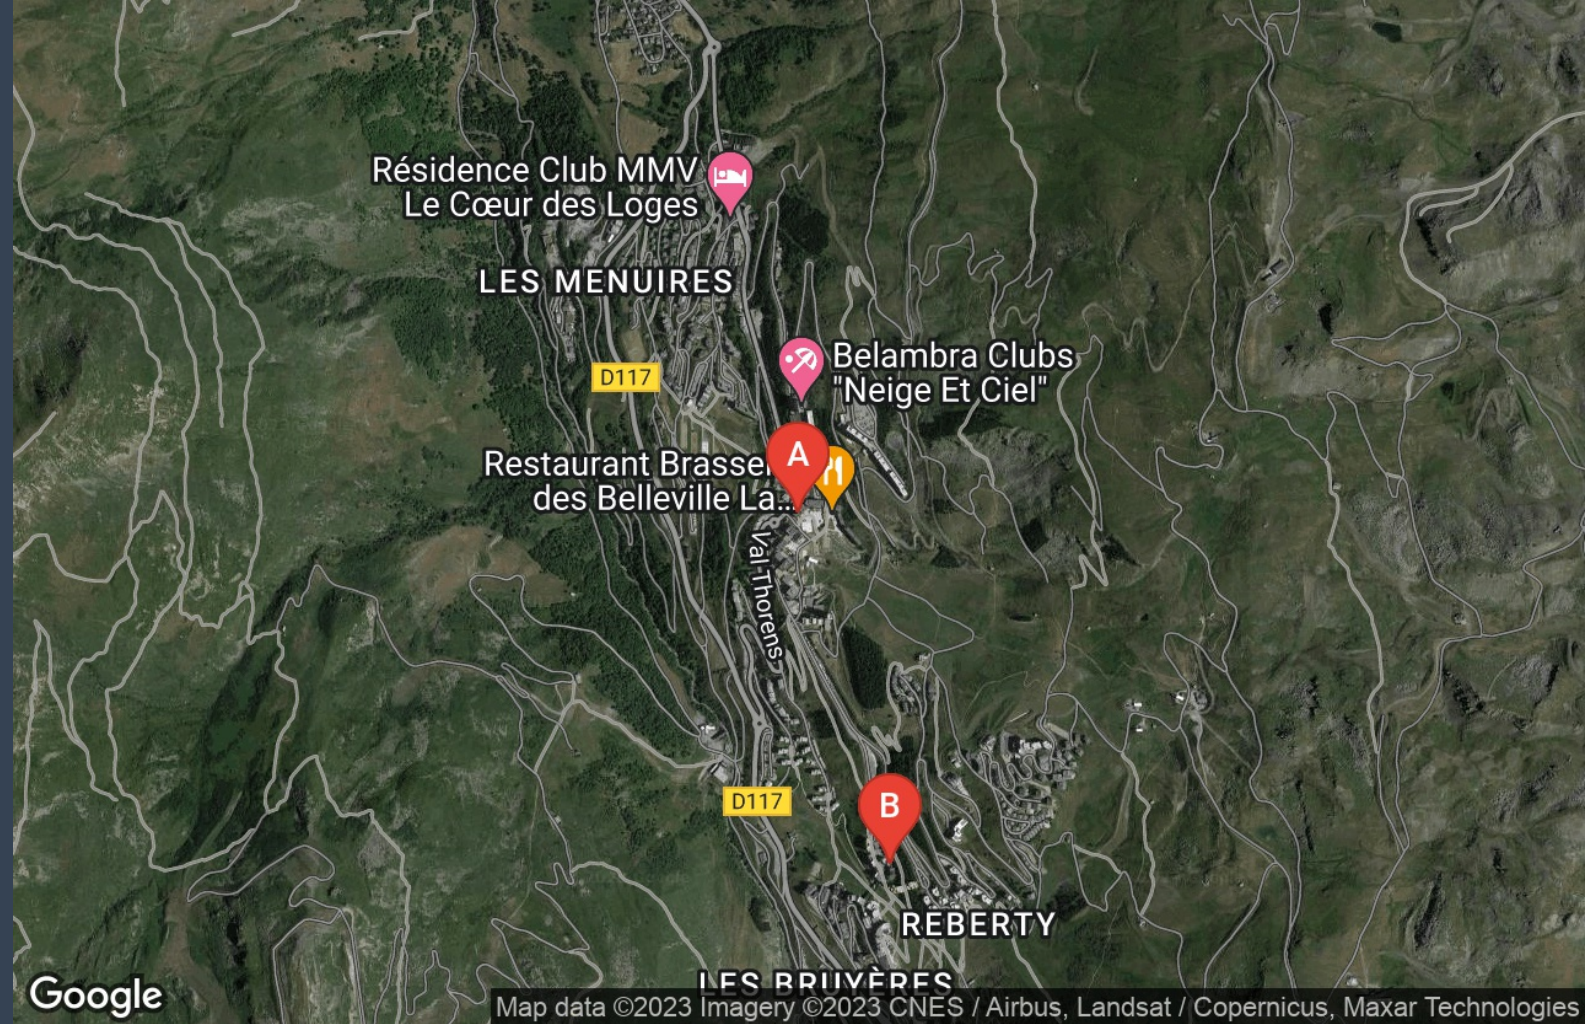 Résidence Club MMV
Le Cœur des Loges
LES MENUIRES
D117
Belambra Clubs
"Neige Et Ciel"
A
Restaurant Brasse
des Belleville La...
Val Thorens
B
D117
REBERTY
LES BRUYÈRES
Google
Map data ©2023 Imagery ©2023 CNES / Airbus, Landsat / Copernicus, Maxar Technologies